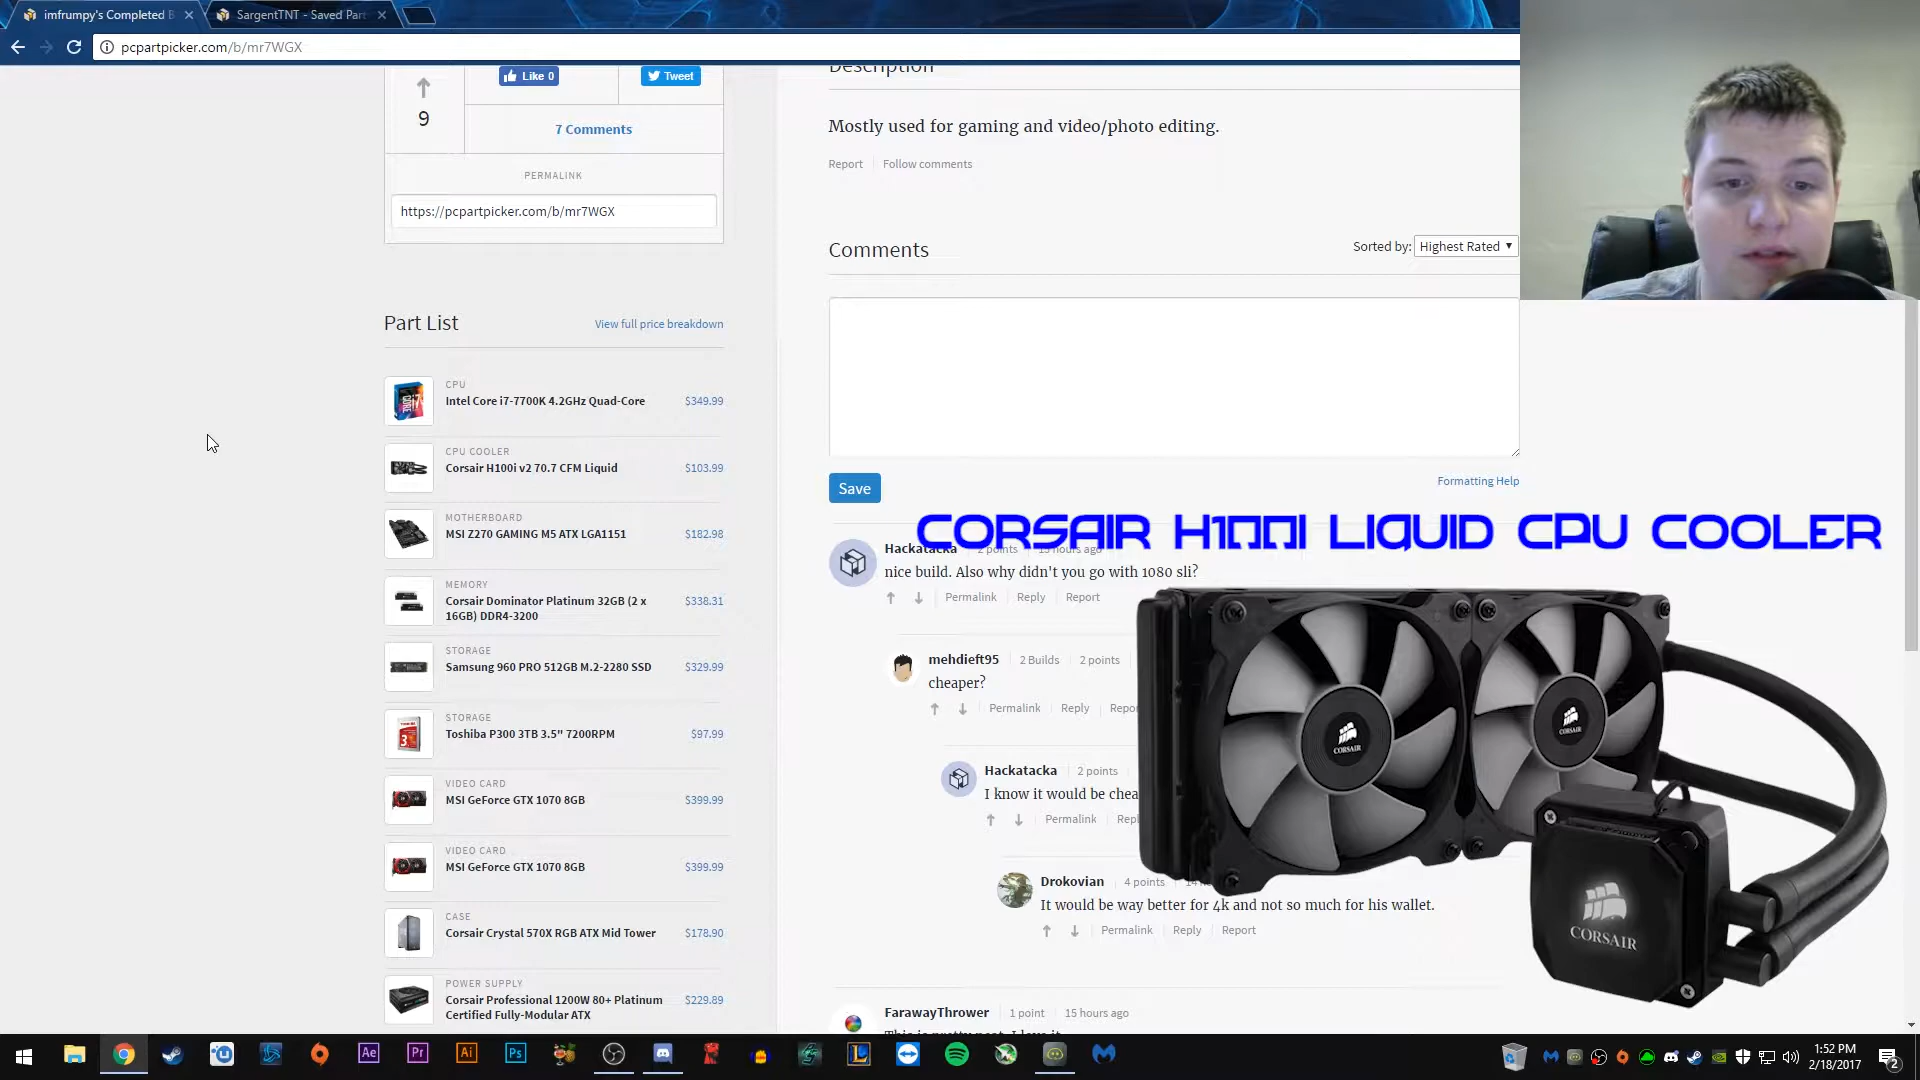 imfrumpy's Completed B
SargentTNT - Saved Part
pcpartpicker.com/b/mr7WGX
9
Like 0
Tweet
7 Comments
PERMALINK
https://pcpartpicker.com/b/mr7WGX
Part List
View full price breakdown
CPU
Intel Core i7-7700K 4.2GHz Quad-Core
$349.99
CPU COOLER
Corsair H100i v2 70.7 CFM Liquid
$103.99
MOTHERBOARD
MSI Z270 GAMING M5 ATX LGA1151
$182.98
MEMORY
Corsair Dominator Platinum 32GB (2 x
16GB) DDR4-3200
$338.31
STORAGE
Samsung 960 PRO 512GB M.2-2280 SSD
$329.99
STORAGE
Toshiba P300 3TB 3.5" 7200RPM
$97.99
VIDEO CARD
MSI GeForce GTX 1070 8GB
$399.99
VIDEO CARD
MSI GeForce GTX 1070 8GB
$399.99
CASE
Corsair Crystal 570X RGB ATX Mid Tower
$178.90
POWER SUPPLY
Corsair Professional 1200W 80+ Platinum
Certified Fully-Modular ATX
$229.89
Description
Mostly used for gaming and video/photo editing.
Report
Follow comments
Comments
Sorted by: Highest Rated
Save
Formatting Help
CORSAIR H100I LIQUID CPU COOLER
Hackatacka 2 points 15 hours ago
nice build. Also why didn't you go with 1080 sli?
Permalink Reply Report
mehdieft95 2 Builds 2 points
cheaper?
Permalink Reply
Hackatacka 2 points
I know it would be
Permalink
Drokovian 4 points
It would be way better for 4k and not so much for his wallet.
Permalink Reply Report
FarawayThrower 1 point 15 hours ago
CORSAIR
CORSAIR
CORSAIR
Ae Pr Ai Ps
1:52 PM
2/18/2017
2